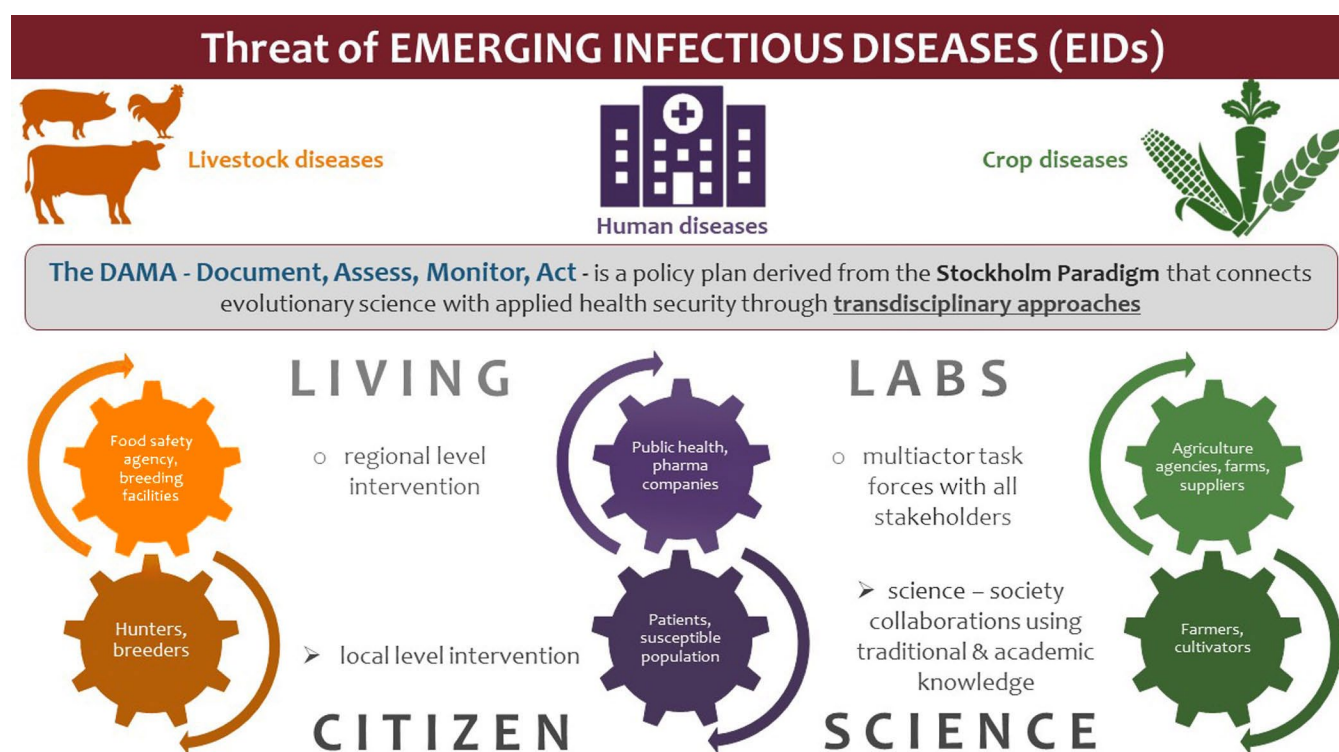 Threat of EMERGING INFECTIOUS DISEASES (EIDs)
Livestock diseases
Human diseases
Crop diseases
The DAMA - Document, Assess, Monitor, Act - is a policy plan derived from the Stockholm Paradigm that connects
evolutionary science with applied health security through transdisciplinary approaches
LIVING LABS
Food safety
agency,
breeding
facilities
○ regional level
intervention
Public health,
pharma
companies
○ multiactor task
forces with all
stakeholders
Agriculture
agencies, farms,
suppliers
Hunters,
breeders
➢ local level intervention
Patients,
susceptible
population
➢ science – society
collaborations using
traditional & academic
knowledge
Farmers,
cultivators
CITIZEN SCIENCE